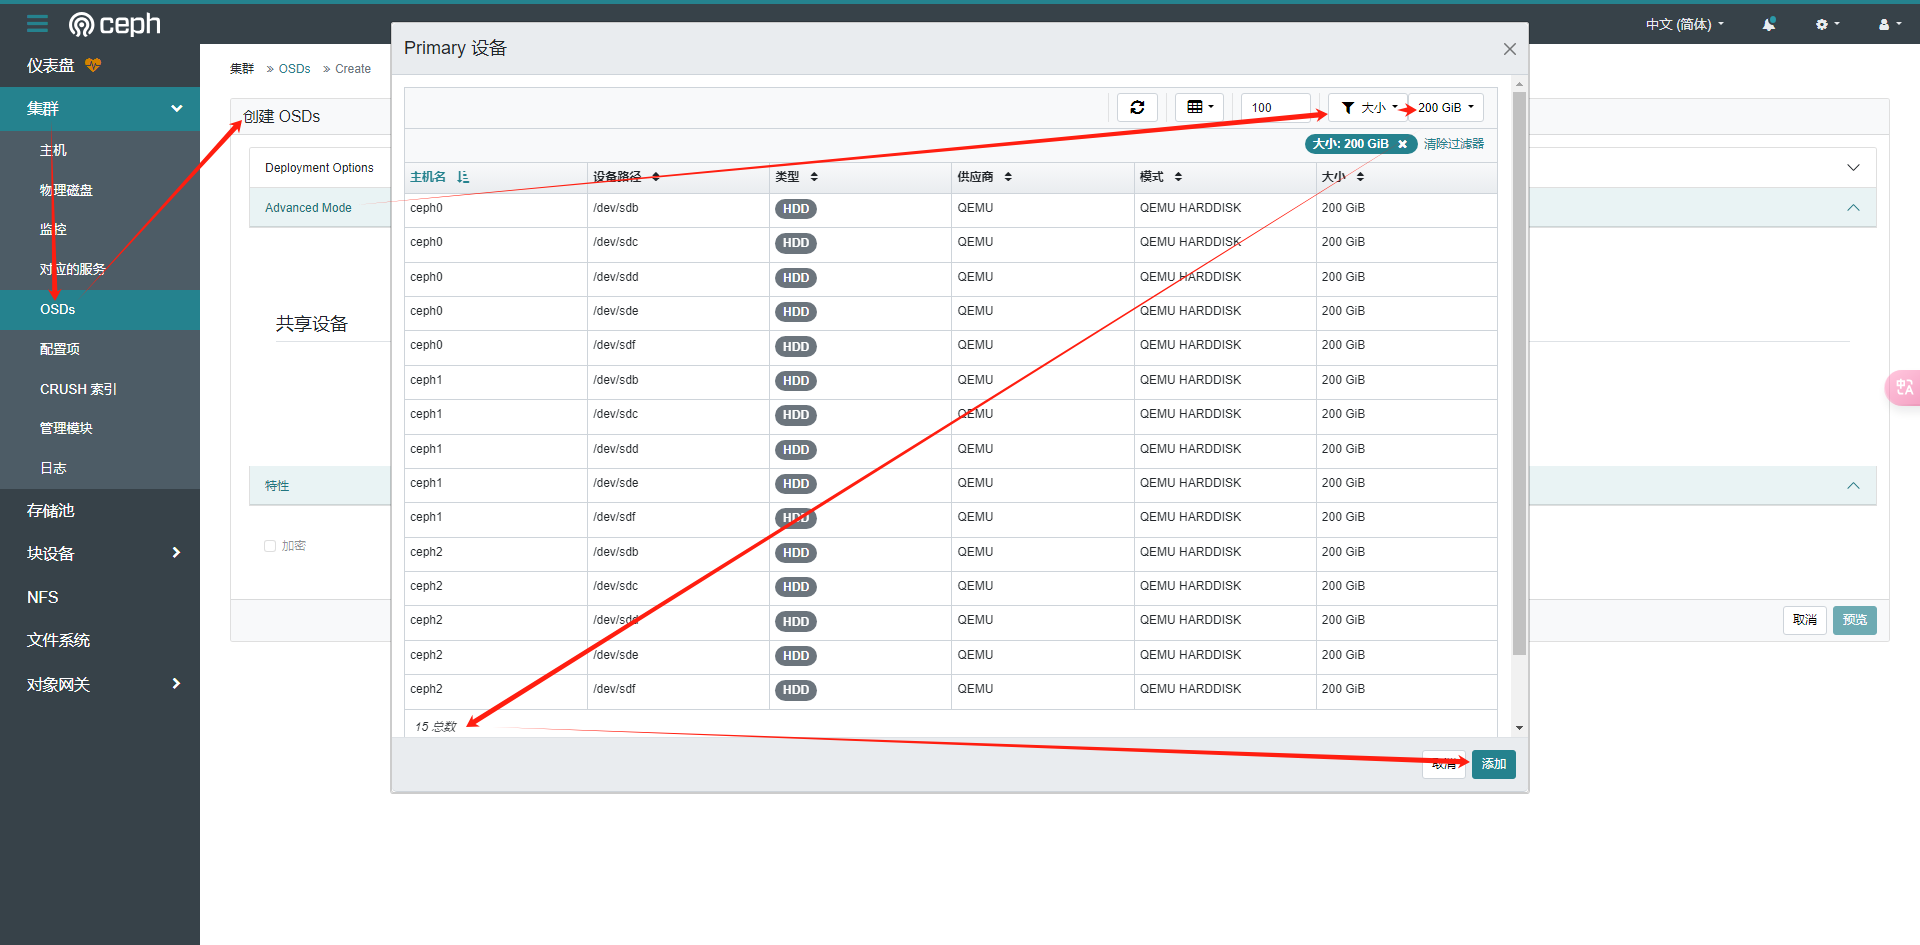 ceph
中文 (简体)
仪表盘
集群
主机
物理磁盘
监控
对应的服务
OSDs
配置项
CRUSH 索引
管理模块
日志
存储池
块设备
NFS
文件系统
对象网关
集群 » OSDs » Create
创建 OSDs
Deployment Options
Advanced Mode
共享设备
特性
加密
取消 预览
Primary 设备
100 大小 200 GiB
大小: 200 GiB 清除过滤器
主机名 设备路径 类型 供应商 模式 大小
ceph0 /dev/sdb HDD QEMU QEMU HARDDISK 200 GiB
ceph0 /dev/sdc HDD QEMU QEMU HARDDISK 200 GiB
ceph0 /dev/sdd HDD QEMU QEMU HARDDISK 200 GiB
ceph0 /dev/sde HDD QEMU QEMU HARDDISK 200 GiB
ceph0 /dev/sdf HDD QEMU QEMU HARDDISK 200 GiB
ceph1 /dev/sdb HDD QEMU QEMU HARDDISK 200 GiB
ceph1 /dev/sdc HDD QEMU QEMU HARDDISK 200 GiB
ceph1 /dev/sdd HDD QEMU QEMU HARDDISK 200 GiB
ceph1 /dev/sde HDD QEMU QEMU HARDDISK 200 GiB
ceph1 /dev/sdf HDD QEMU QEMU HARDDISK 200 GiB
ceph2 /dev/sdb HDD QEMU QEMU HARDDISK 200 GiB
ceph2 /dev/sdc HDD QEMU QEMU HARDDISK 200 GiB
ceph2 /dev/sdd HDD QEMU QEMU HARDDISK 200 GiB
ceph2 /dev/sde HDD QEMU QEMU HARDDISK 200 GiB
ceph2 /dev/sdf HDD QEMU QEMU HARDDISK 200 GiB
15 总数
取消 添加